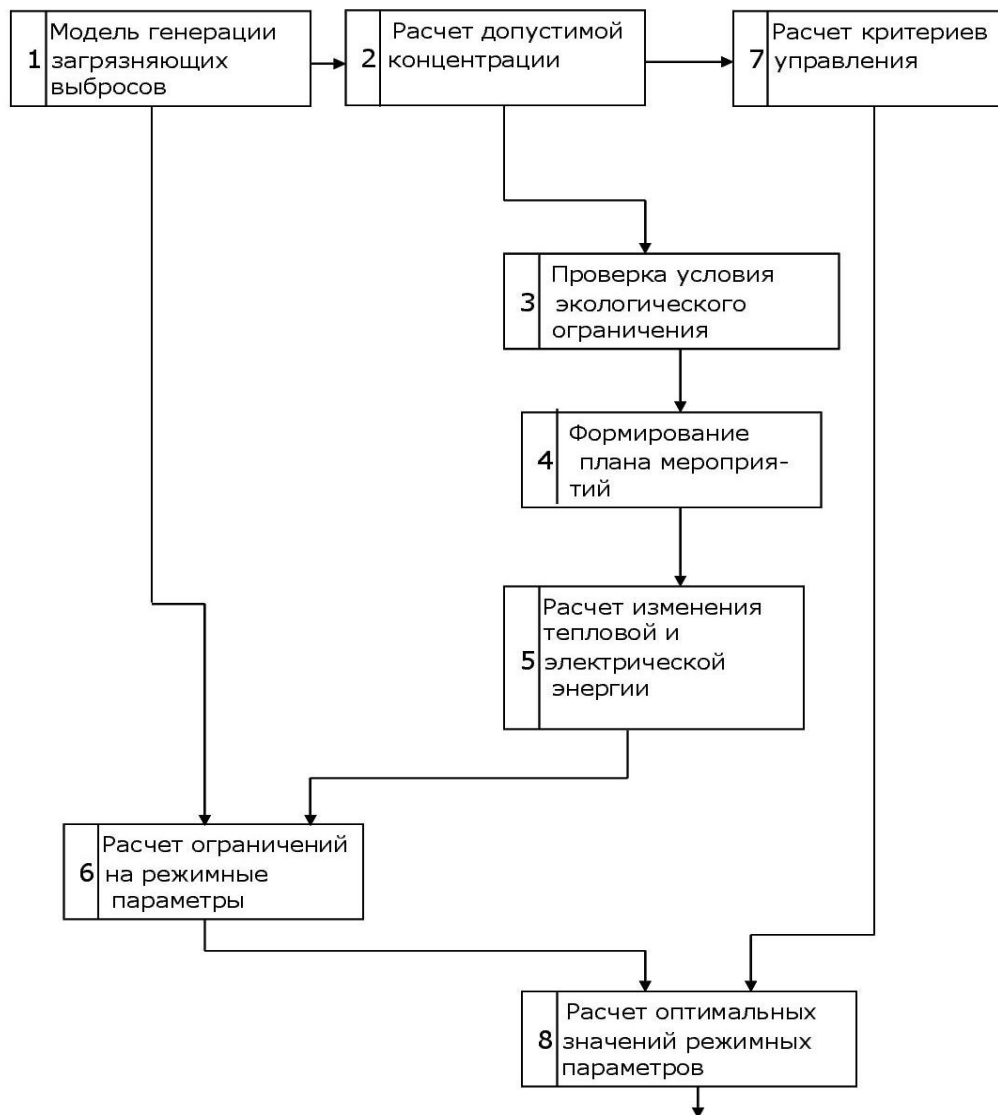 1
Модель генерации
загрязняющих
выбросов
2
Расчет допустимой
концентрации
7
Расчет критериев
управления
3
Проверка условия
экологического
ограничения
4
Формирование
плана мероприя-
тий
5
Расчет изменения
тепловой и
электрической
энергии
6
Расчет ограничений
на режимные
параметры
8
Расчет оптимальных
значений режимных
параметров